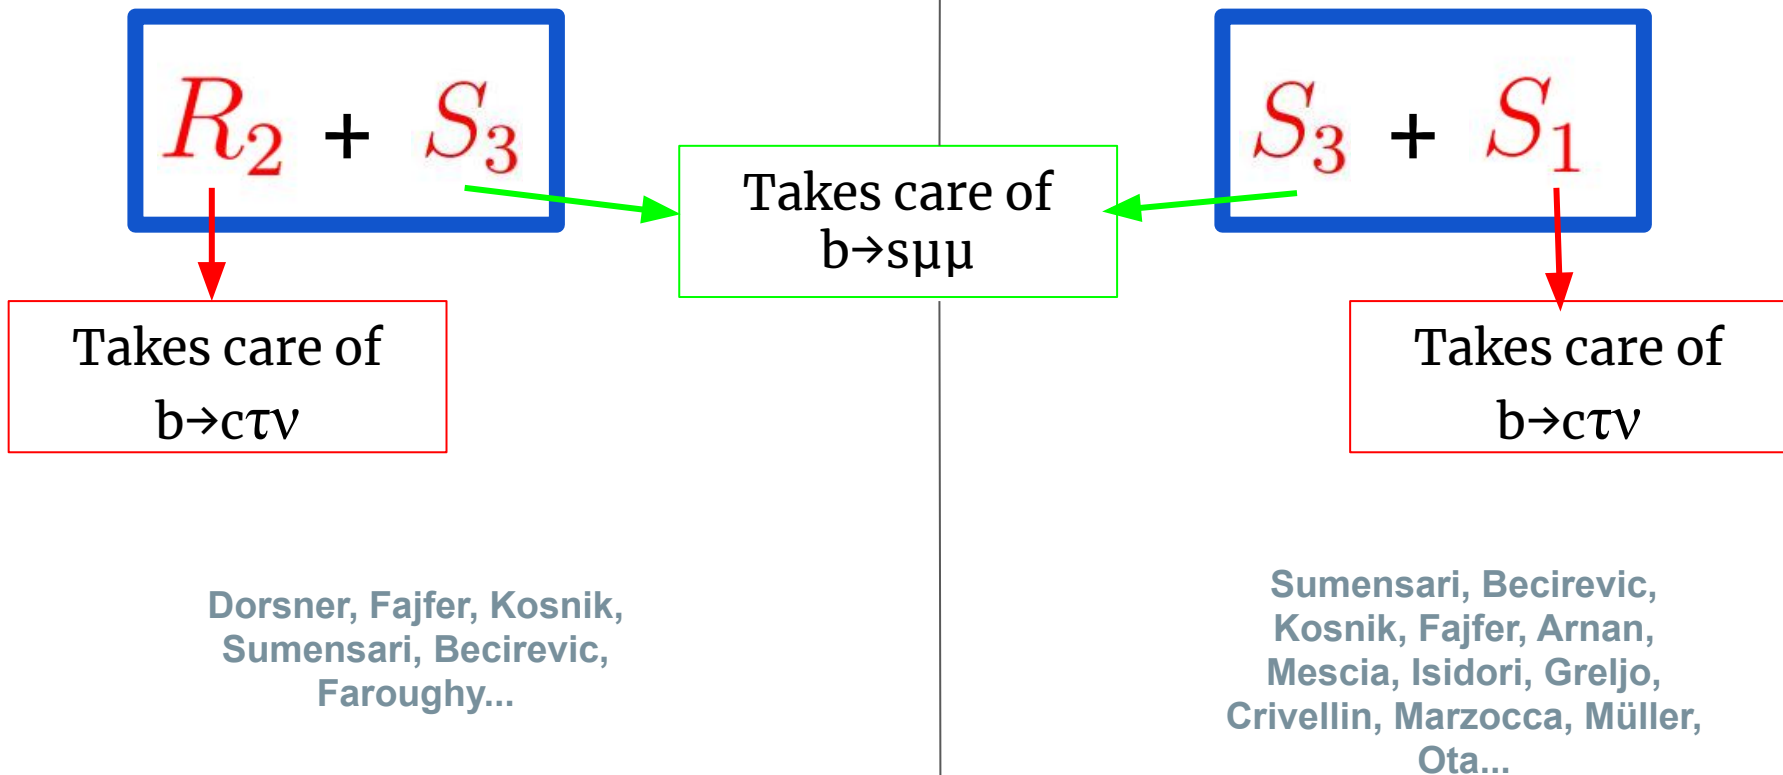 R₂ + S₃
Takes care of
b→cτν
Dorsner, Fajfer, Kosnik,
Sumensari, Becirevic,
Faroughy...
Takes care of
b→sμμ
S₃ + S₁
Takes care of
b→cτν
Sumensari, Becirevic,
Kosnik, Fajfer, Arnan,
Mescia, Isidori, Greljo,
Crivellin, Marzocca, Müller,
Ota...